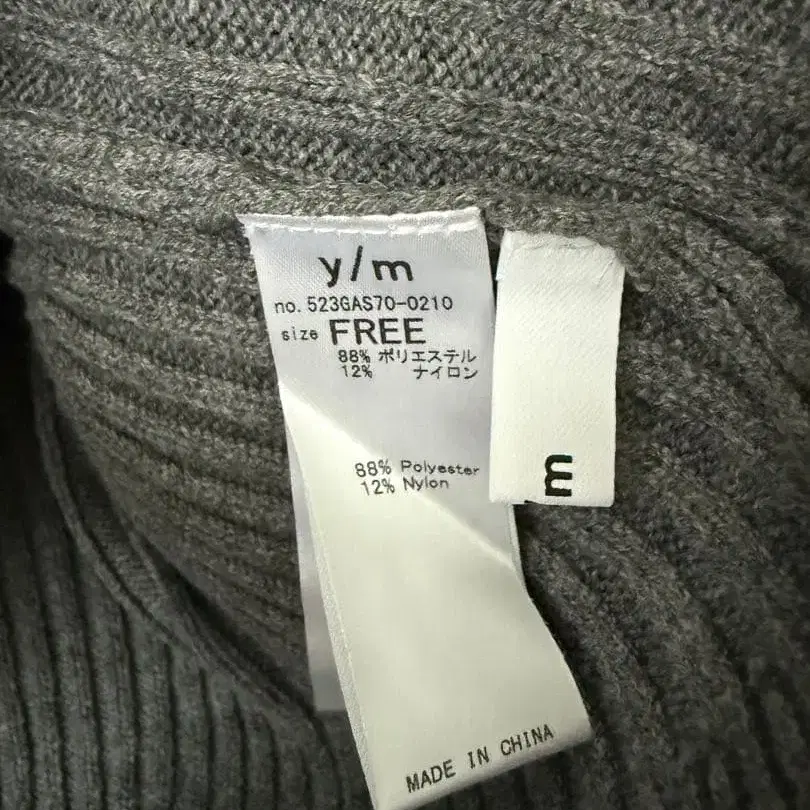 y/m
no. 523GAS70-0210
size FREE
88% ポリエステル
12% ナイロン
88% Polyester
12% Nylon
MADE IN CHINA
m